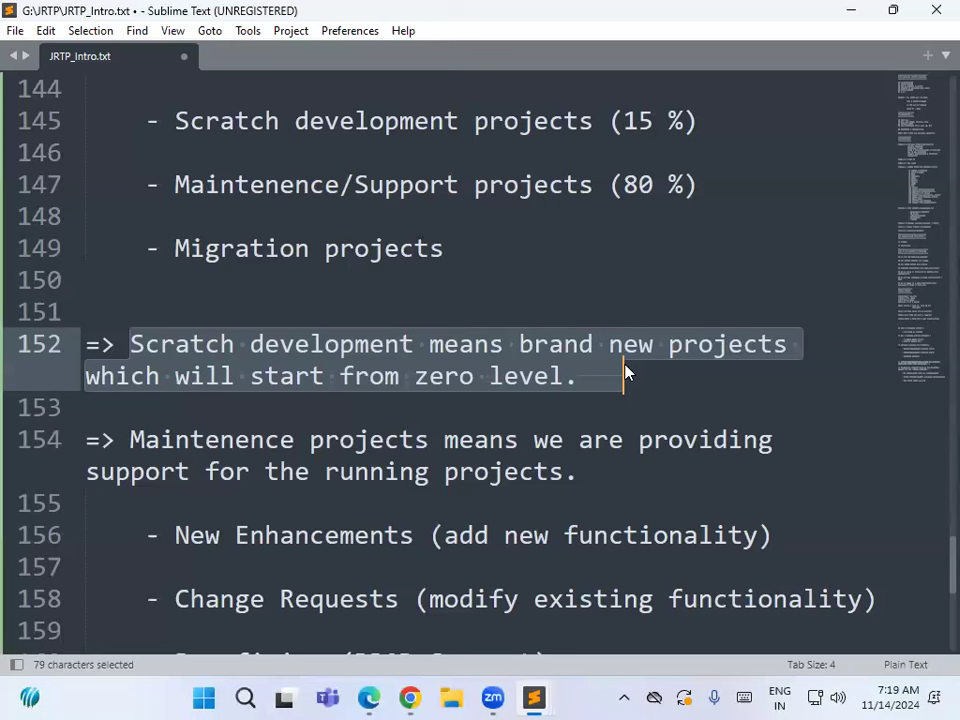 G:\JRTP\JRTP_Intro.txt • - Sublime Text (UNREGISTERED)
File Edit Selection Find View Goto Tools Project Preferences Help
JRTP_Intro.txt
144
145 - Scratch development projects (15 %)
146
147 - Maintenence/Support projects (80 %)
148
149 - Migration projects
150
151
152 => Scratch development means brand new projects
which will start from zero level.
153
154 => Maintenence projects means we are providing
support for the running projects.
155
156 - New Enhancements (add new functionality)
157
158 - Change Requests (modify existing functionality)
159
79 characters selected Tab Size: 4 Plain Text
zm ENG 7:19 AM
IN 11/14/2024